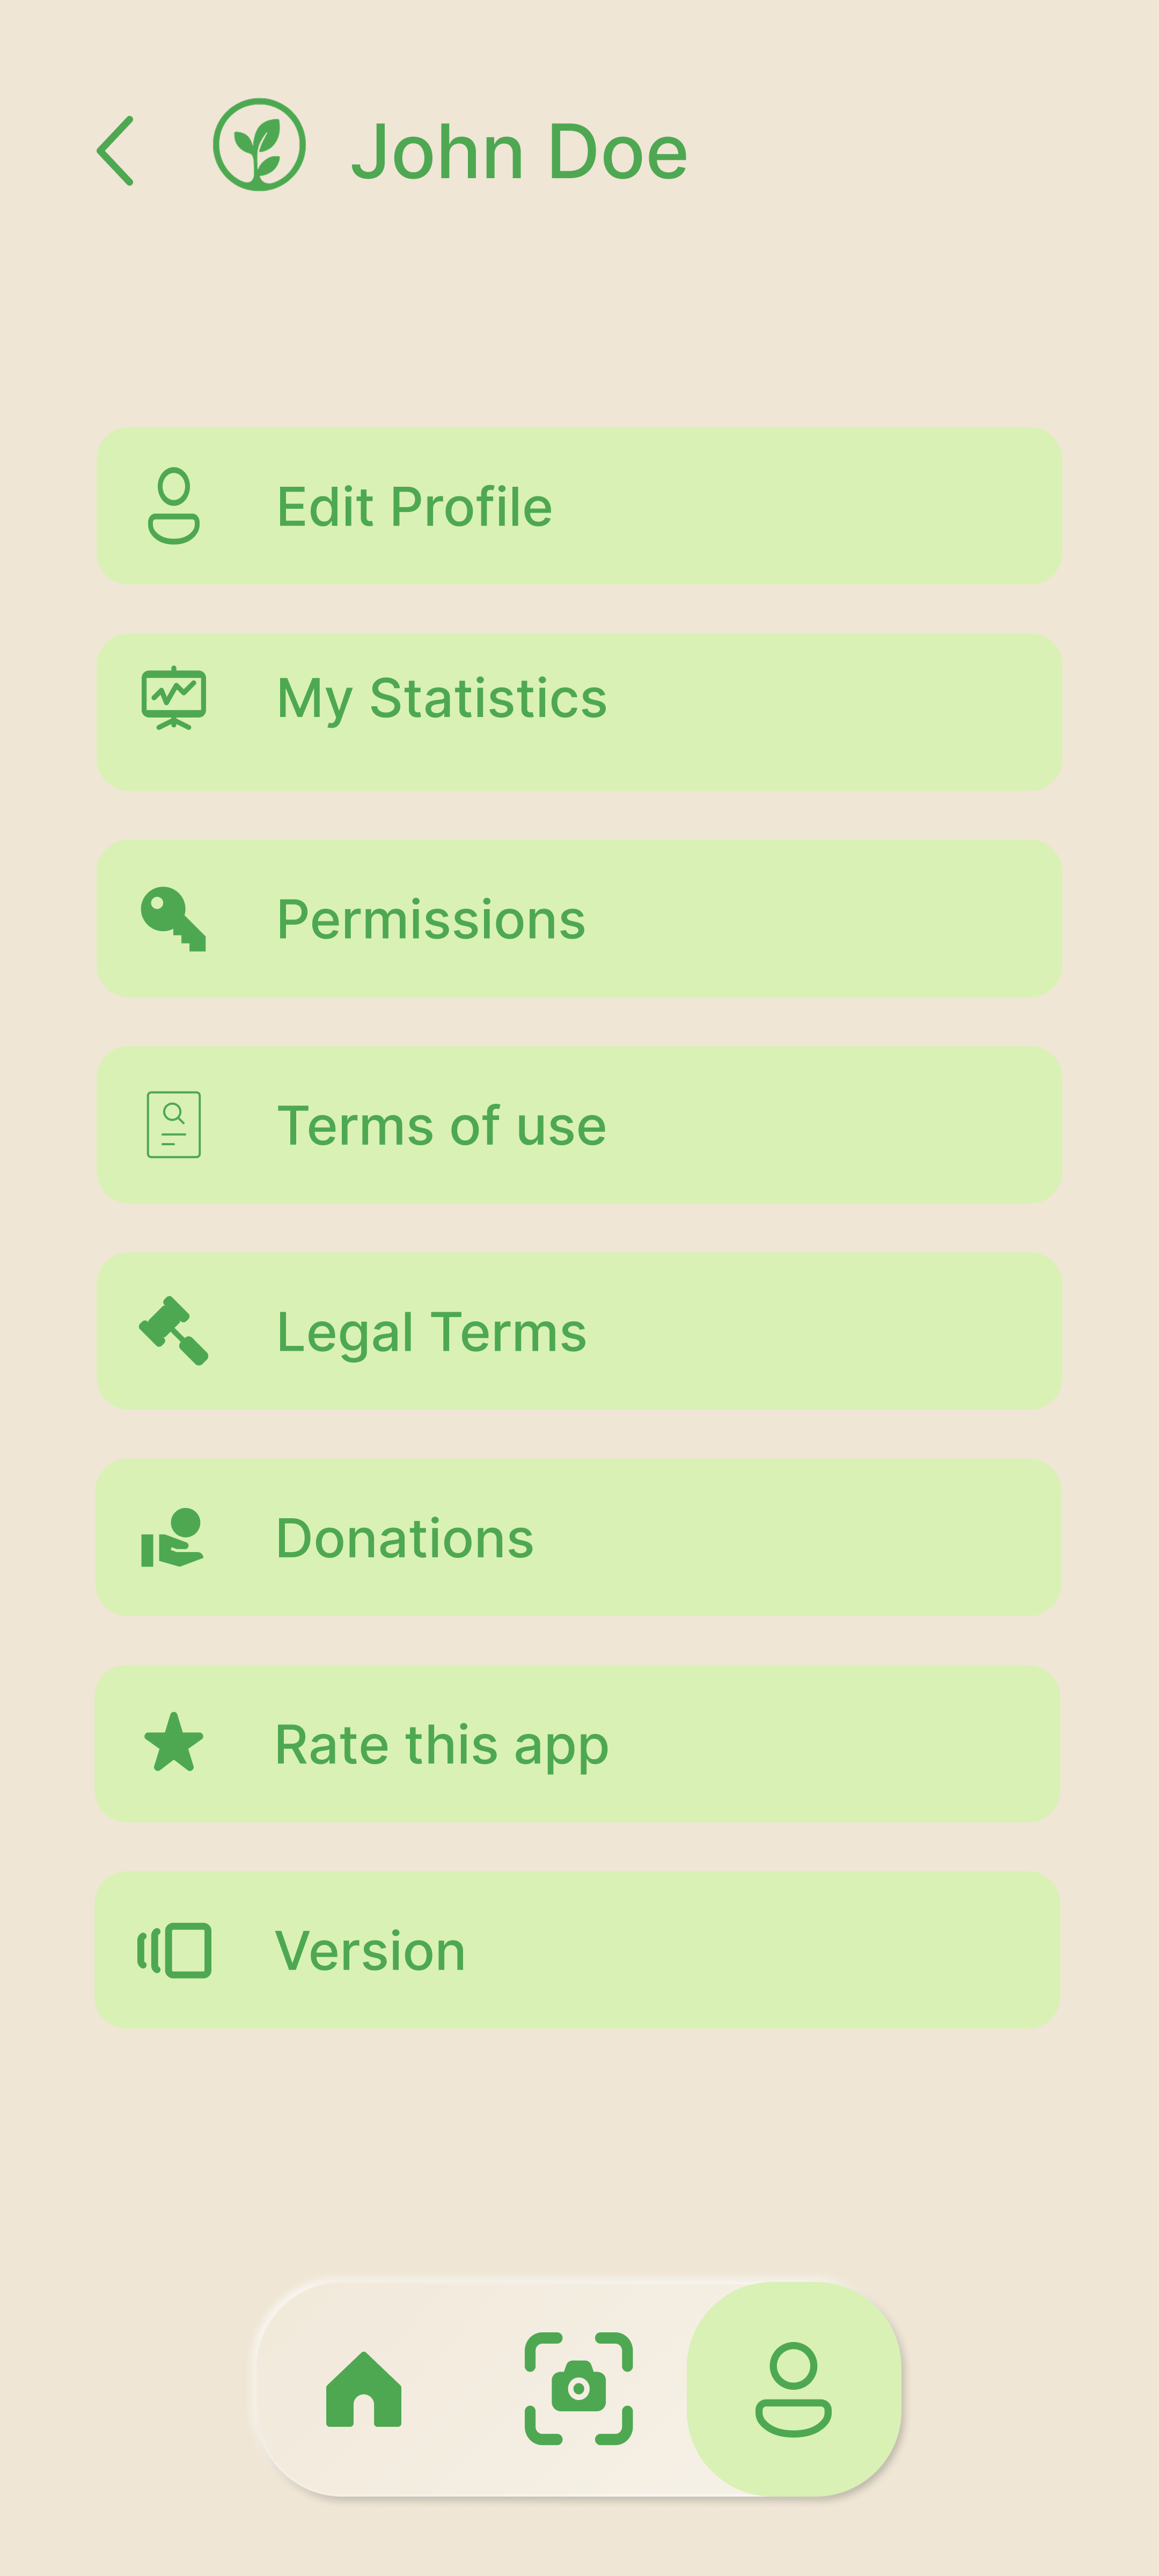 John Doe
Edit Profile
My Statistics
Permissions
Terms of use
Legal Terms
Donations
Rate this app
Version